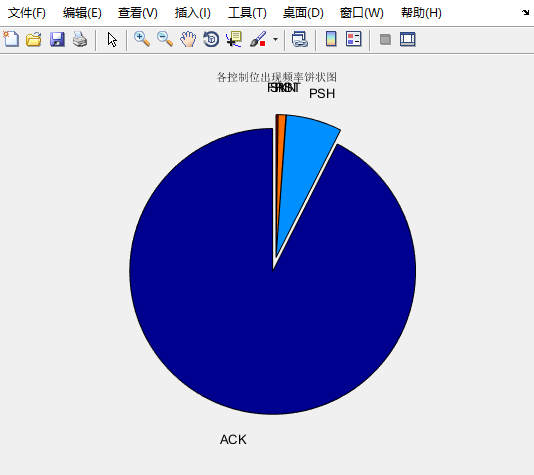 文件(F) 编辑(E) 查看(V) 插入(I) 工具(T) 桌面(D) 窗口(W) 帮助(H)
各控制位出现频率饼状图
PSH
ACK